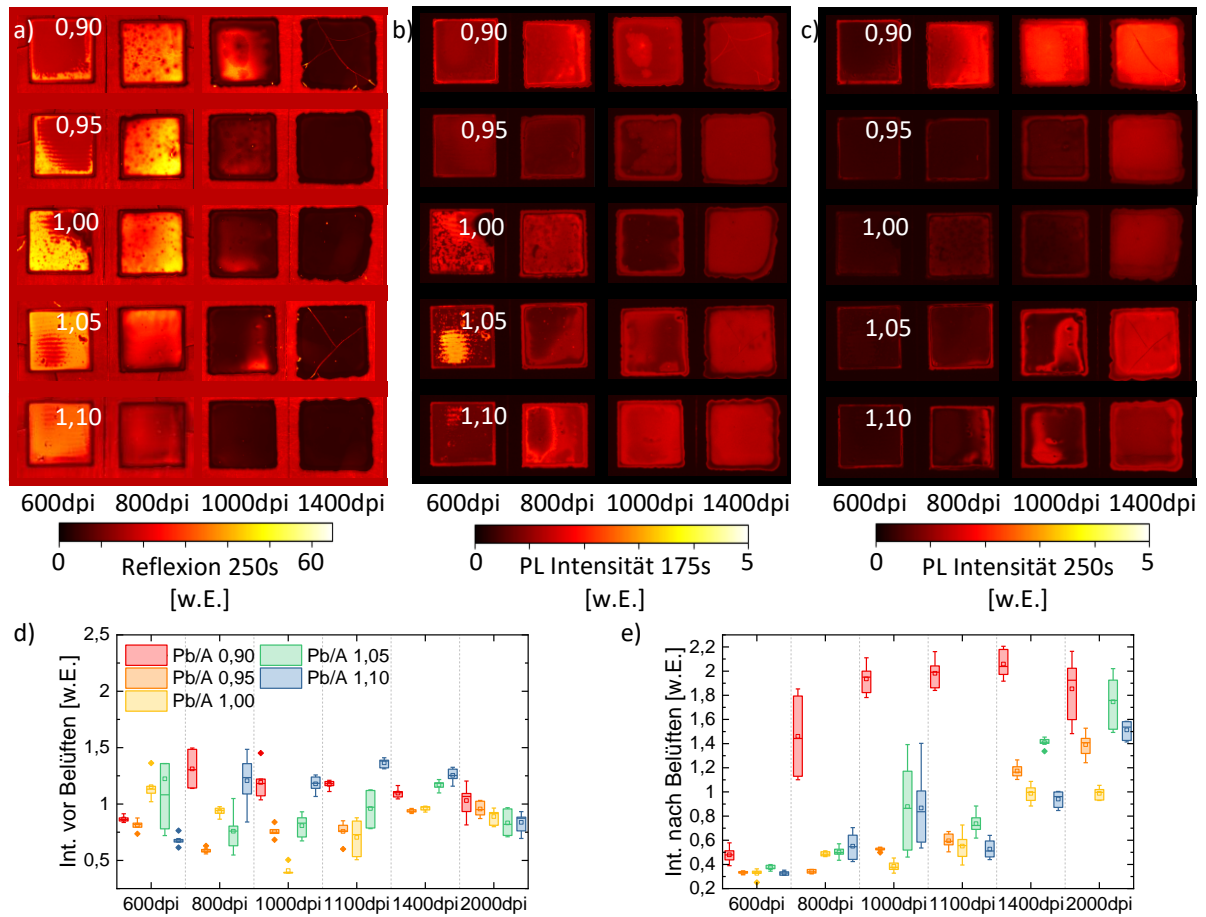 a) 0,90
0,95
1,00
1,05
1,10
600dpi 800dpi 1000dpi 1400dpi
0 Reflexion 250s 60
[w.E.]
b) 0,90
0,95
1,00
1,05
1,10
600dpi 800dpi 1000dpi 1400dpi
0 PL Intensität 175s 5
[w.E.]
c) 0,90
0,95
1,00
1,05
1,10
600dpi 800dpi 1000dpi 1400dpi
0 PL Intensität 250s 5
[w.E.]
d)
Int. vor Belüften [w.E.]
2,5
2,0
1,5
1,0
0,5
Pb/A 0,90 Pb/A 1,05
Pb/A 0,95 Pb/A 1,10
Pb/A 1,00
600dpi 800dpi 1000dpi 1100dpi 1400dpi 2000dpi
e)
Int. nach Belüften [w.E.]
2,2
2,0
1,8
1,6
1,4
1,2
1,0
0,8
0,6
0,4
0,2
600dpi 800dpi 1000dpi 1100dpi 1400dpi 2000dpi